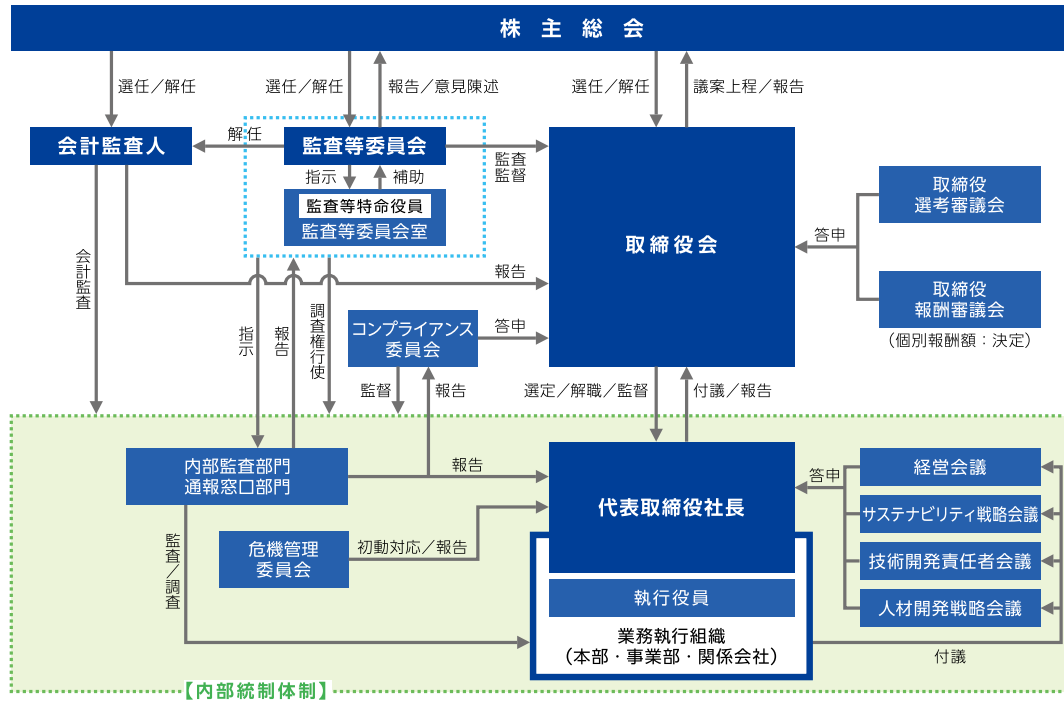 株主総会
選任／解任
選任／解任
報告／意見陳述
選任／解任
議案上程／報告
会計監査人
解任
監査等委員会
監査
監督
指示
補助
監査等特命役員
監査等委員会室
取締役会
取締役
選考審議会
答申
取締役
報酬審議会
（個別報酬額：決定）
会計監査
報告
指示
報告
調査権行使
コンプライアンス
委員会
答申
監督
報告
選定／解職／監督
付議／報告
内部監査部門
通報窓口部門
報告
代表取締役社長
答申
経営会議
サステナビリティ戦略会議
技術開発責任者会議
人材開発戦略会議
監査／調査
危機管理
委員会
初動対応／報告
執行役員
業務執行組織
（本部・事業部・関係会社）
付議
【内部統制体制】